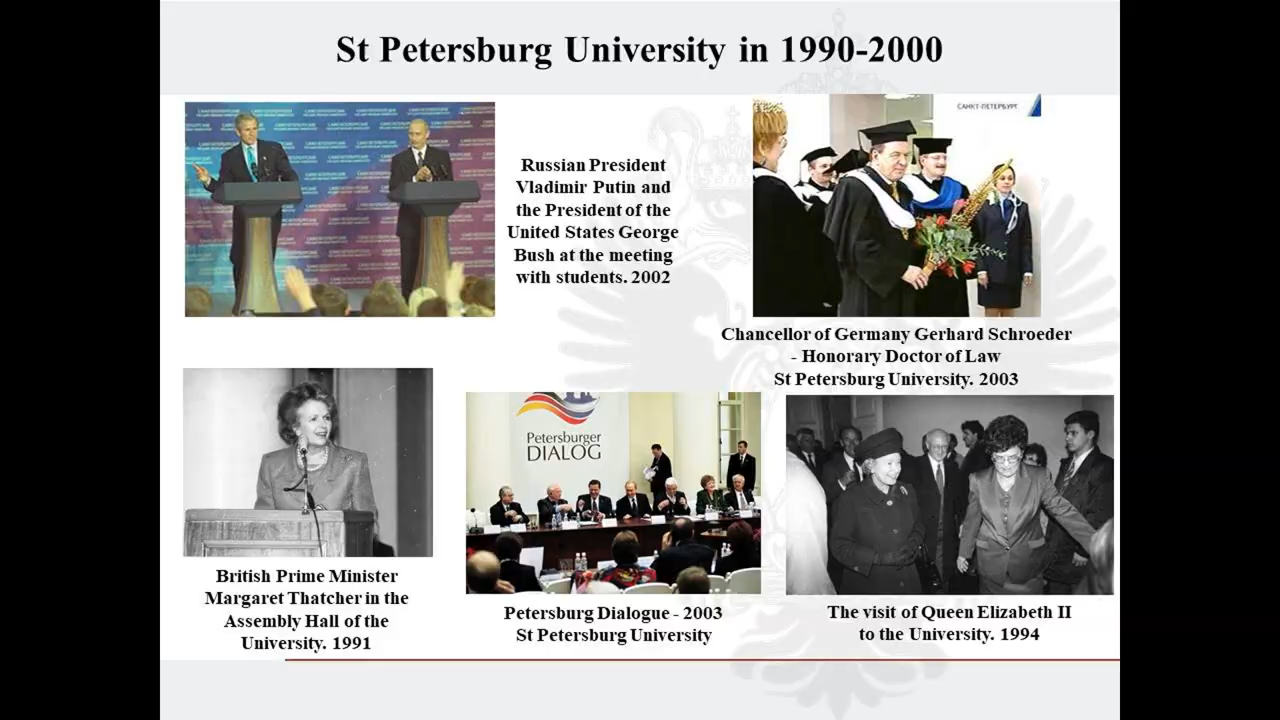 St Petersburg University in 1990-2000
Russian President
Vladimir Putin and
the President of the
United States George
Bush at the meeting
with students. 2002
САНКТ-ПЕТЕРБУРГ
Chancellor of Germany Gerhard Schroeder
- Honorary Doctor of Law
St Petersburg University. 2003
British Prime Minister
Margaret Thatcher in the
Assembly Hall of the
University. 1991
Petersburger
DIALOG
Petersburg Dialogue - 2003
St Petersburg University
The visit of Queen Elizabeth II
to the University. 1994